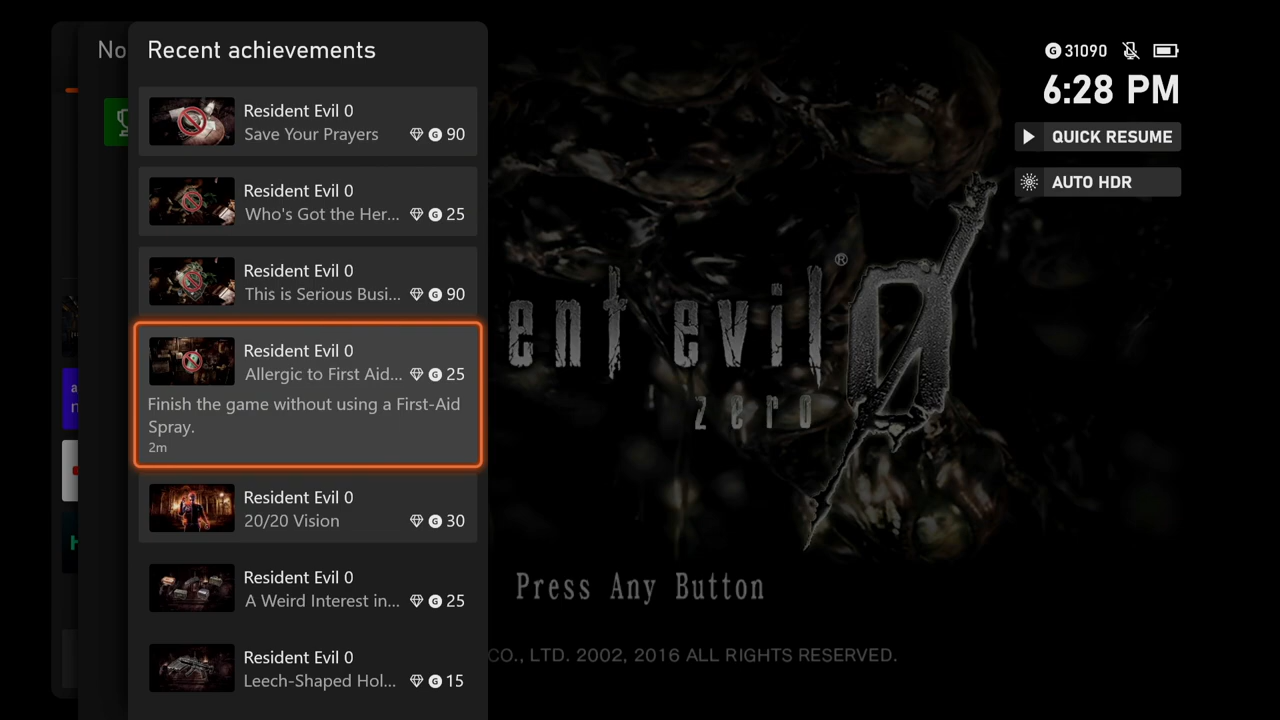 No
Recent achievements
Resident Evil 0
Save Your Prayers
G 90
Resident Evil 0
Who's Got the Her...
G 25
Resident Evil 0
This is Serious Busi...
G 90
Resident Evil 0
Allergic to First Aid...
G 25
Finish the game without using a First-Aid
Spray.
2m
Resident Evil 0
20/20 Vision
G 30
Resident Evil 0
A Weird Interest in...
G 25
Resident Evil 0
Leech-Shaped Hol...
G 15
G 31090
6:28 PM
QUICK RESUME
AUTO HDR
ent evil 0 ®
zero
Press Any Button
CO., LTD. 2002, 2016 ALL RIGHTS RESERVED.